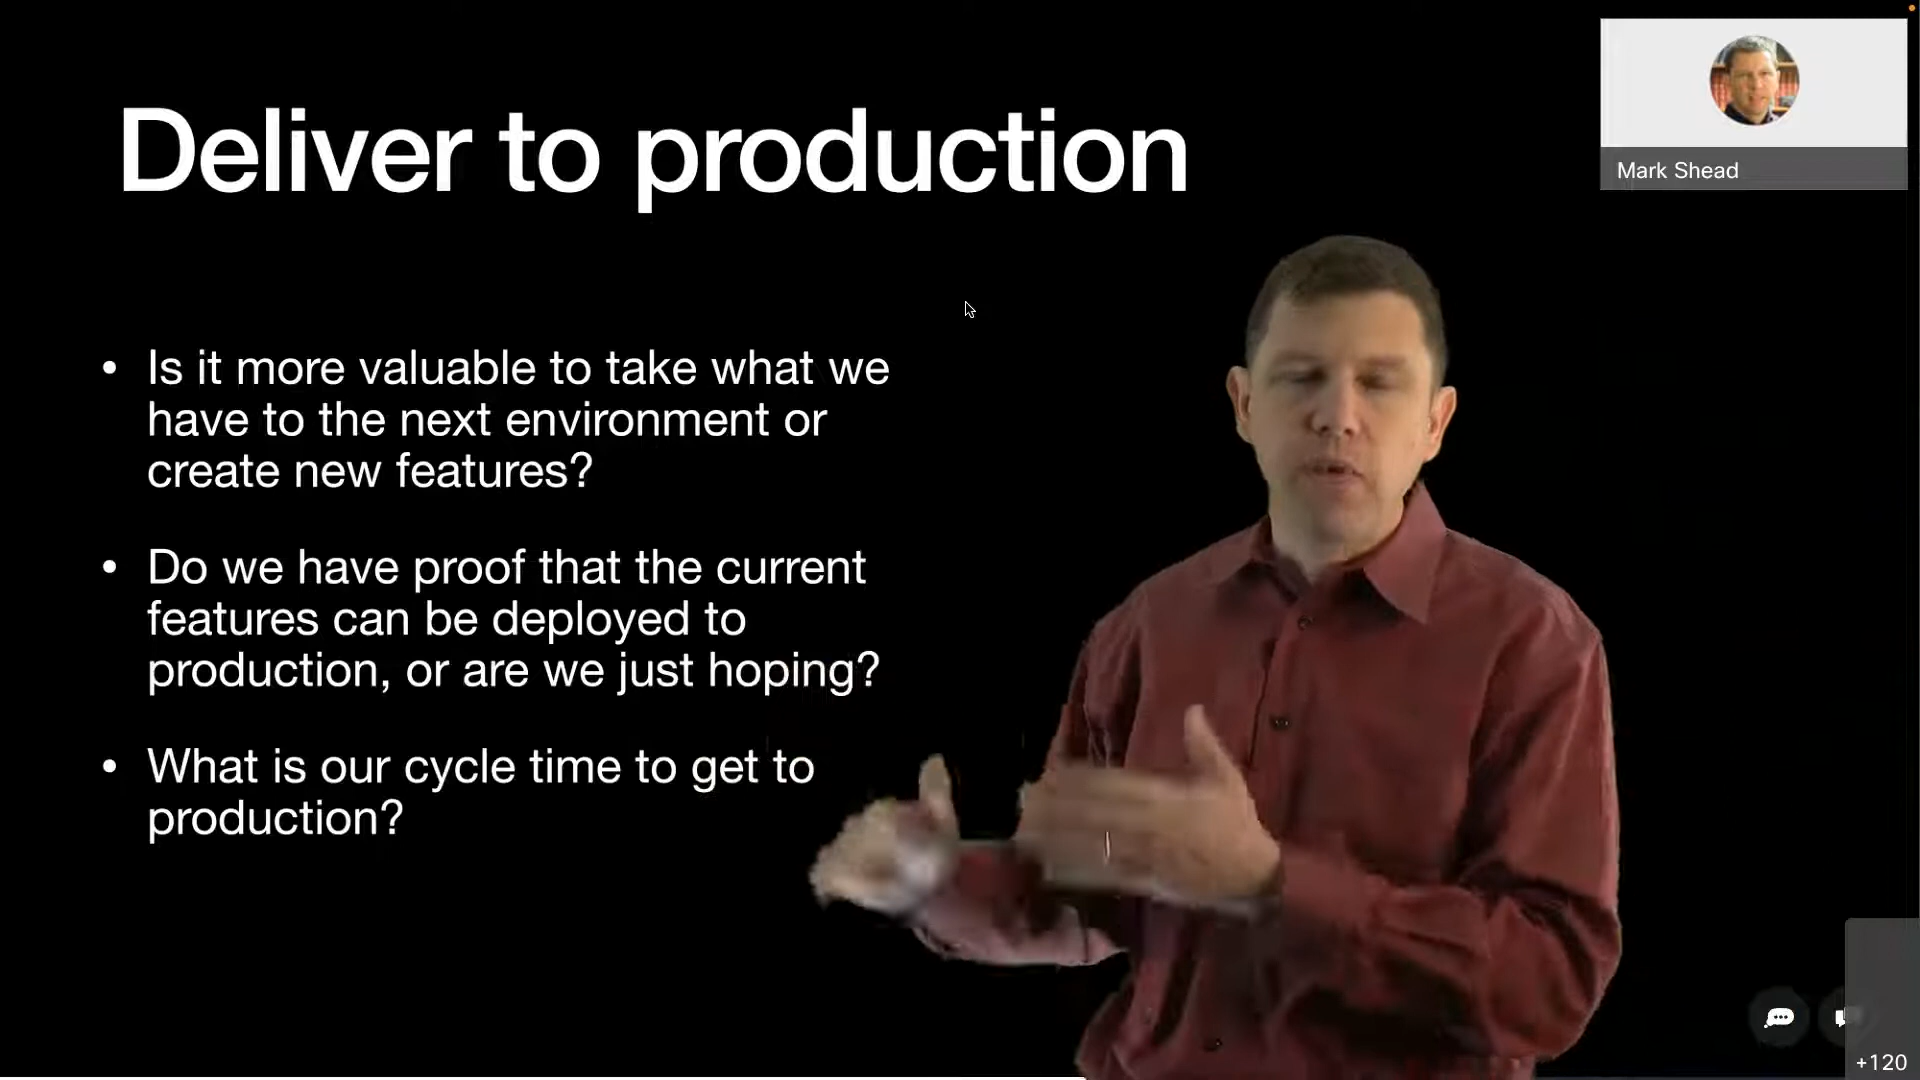 Deliver to production
Mark Shead
• Is it more valuable to take what we
have to the next environment or
create new features?
• Do we have proof that the current
features can be deployed to
production, or are we just hoping?
• What is our cycle time to get to
production?
+120